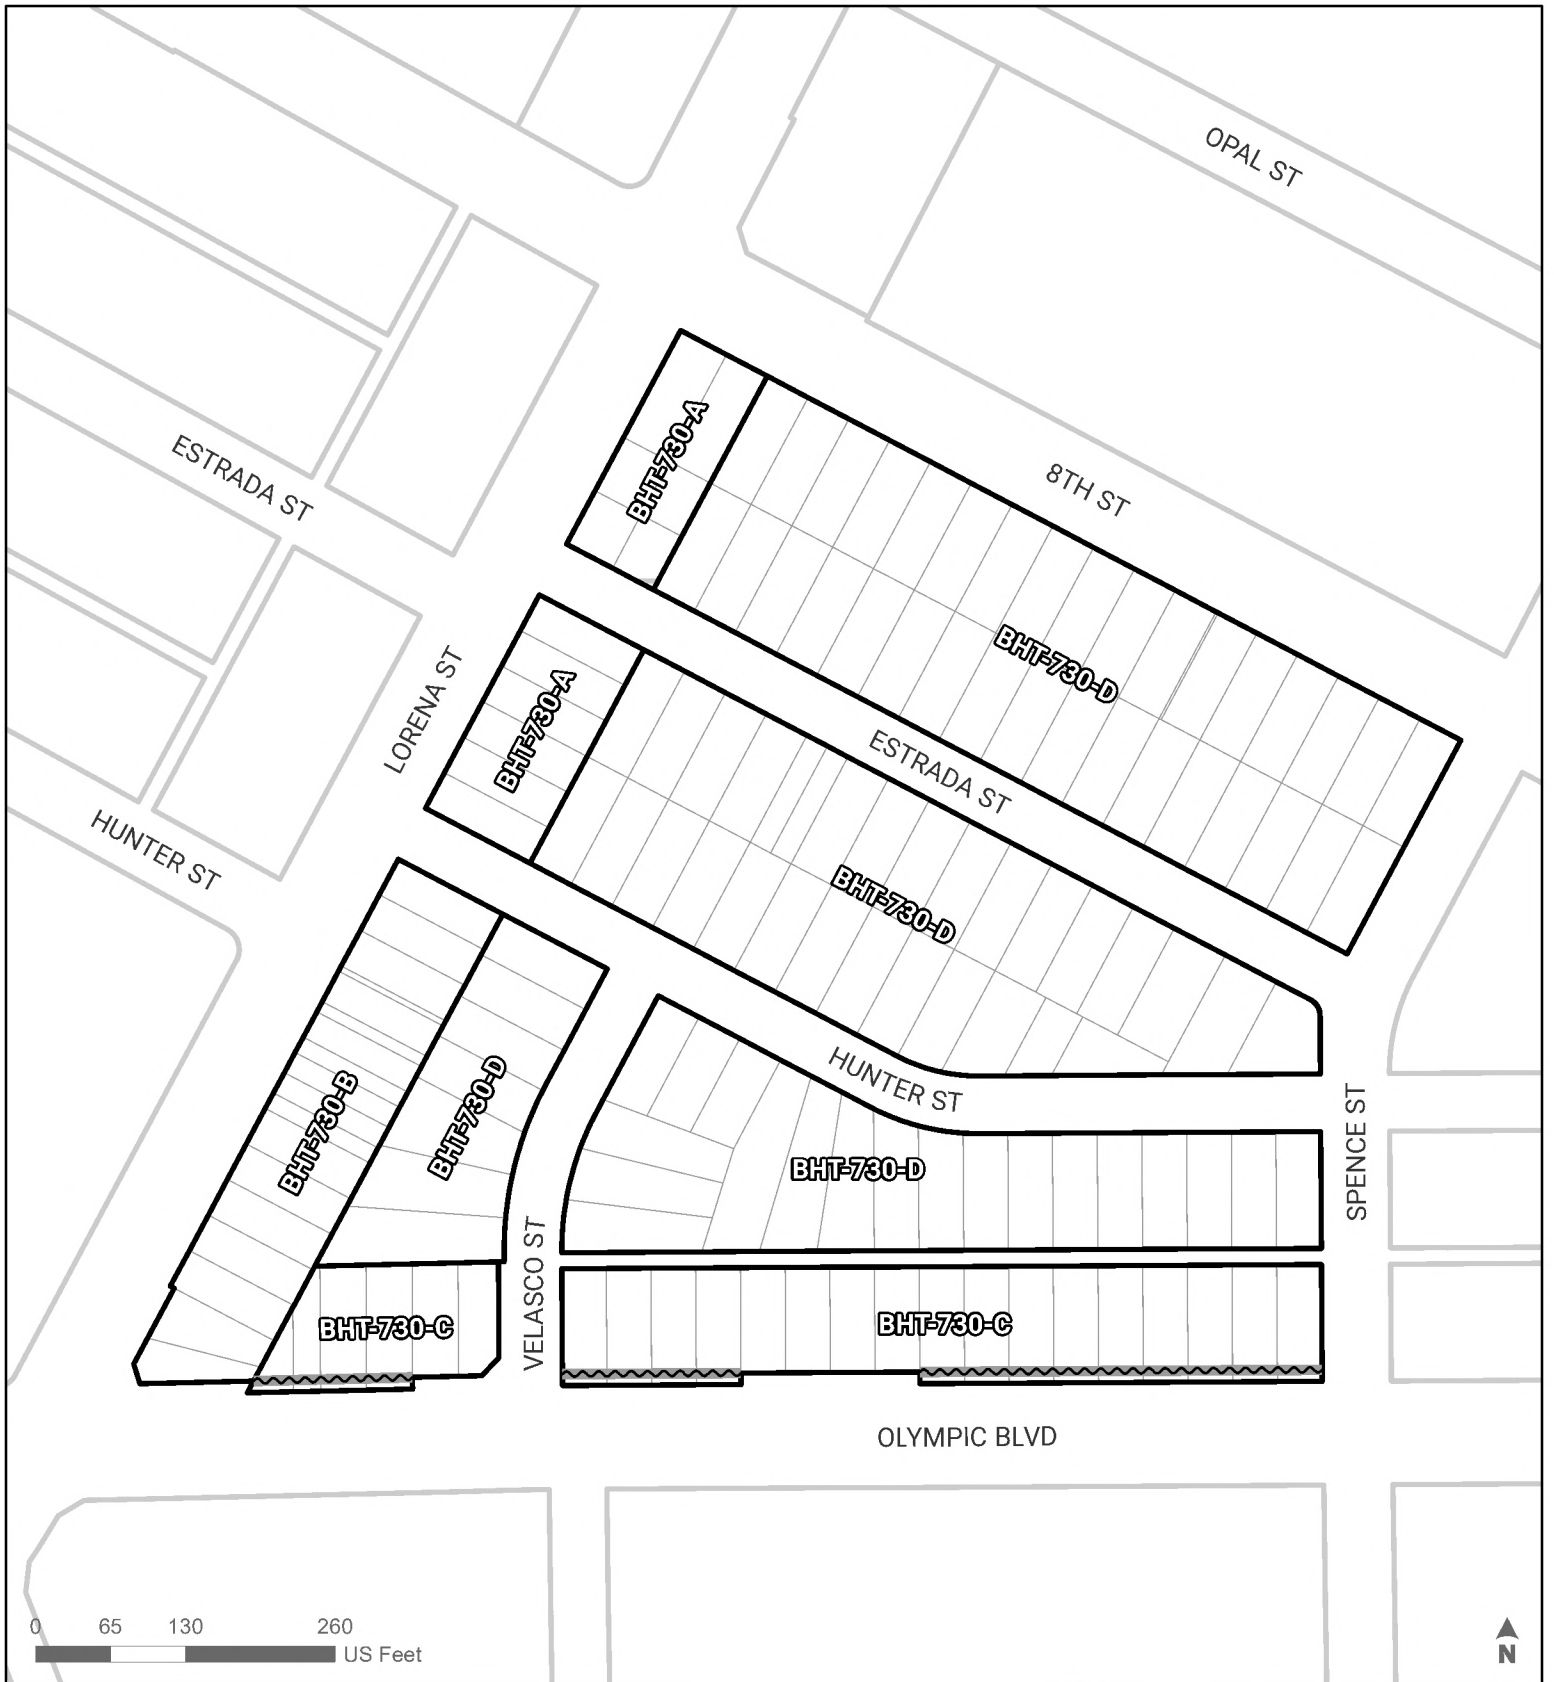 OPAL ST
BHT-730-A
8TH ST
ESTRADA ST
BHT-730-D
LORENA ST
BHT-730-A
ESTRADA ST
HUNTER ST
BHT-730-D
BHT-730-B
BHT-730-D
HUNTER ST
BHT-730-D
SPENCE ST
VELASCO ST
BHT-730-C
BHT-730-C
OLYMPIC BLVD
0 65 130 260
US Feet
N